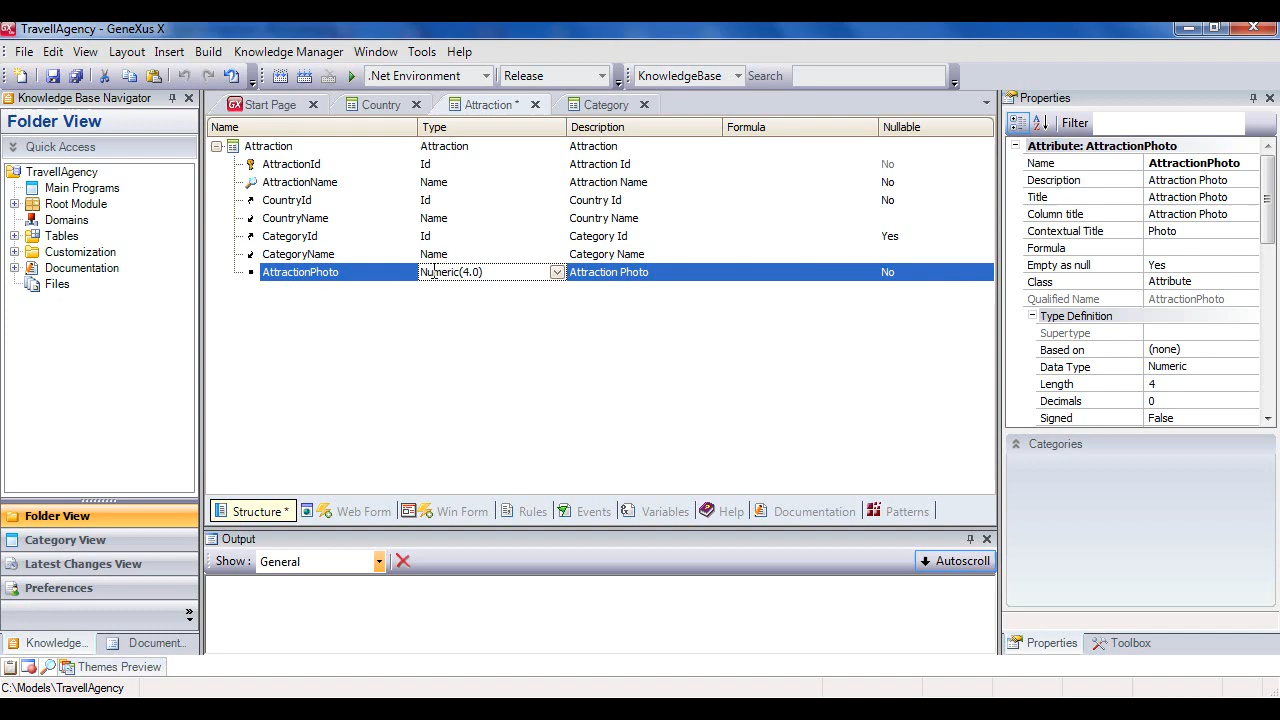 TravellAgency - GeneXus X
File Edit View Layout Insert Build Knowledge Manager Window Tools Help
.Net Environment Release KnowledgeBase Search
Knowledge Base Navigator
Folder View
Quick Access
TravellAgency
Main Programs
Root Module
Domains
Tables
Customization
Documentation
Files
Folder View
Category View
Latest Changes View
Preferences
Knowledge... Document...
Start Page Country Attraction * Category
Name Type Description Formula Nullable
Attraction Attraction Attraction
AttractionId Id Attraction Id No
AttractionName Name Attraction Name No
CountryId Id Country Id No
CountryName Name Country Name
CategoryId Id Category Id Yes
CategoryName Name Category Name
AttractionPhoto Numeric(4.0) Attraction Photo No
Structure * Web Form Win Form Rules Events Variables Help Documentation Patterns
Output
Show : General Autoscroll
Properties
Filter
Attribute: AttractionPhoto
Name AttractionPhoto
Description Attraction Photo
Title Attraction Photo
Column title Attraction Photo
Contextual Title Photo
Formula
Empty as null Yes
Class Attribute
Qualified Name AttractionPhoto
Type Definition
Supertype
Based on (none)
Data Type Numeric
Length 4
Decimals 0
Signed False
Categories
Properties Toolbox
Themes Preview
C:\Models\TravellAgency